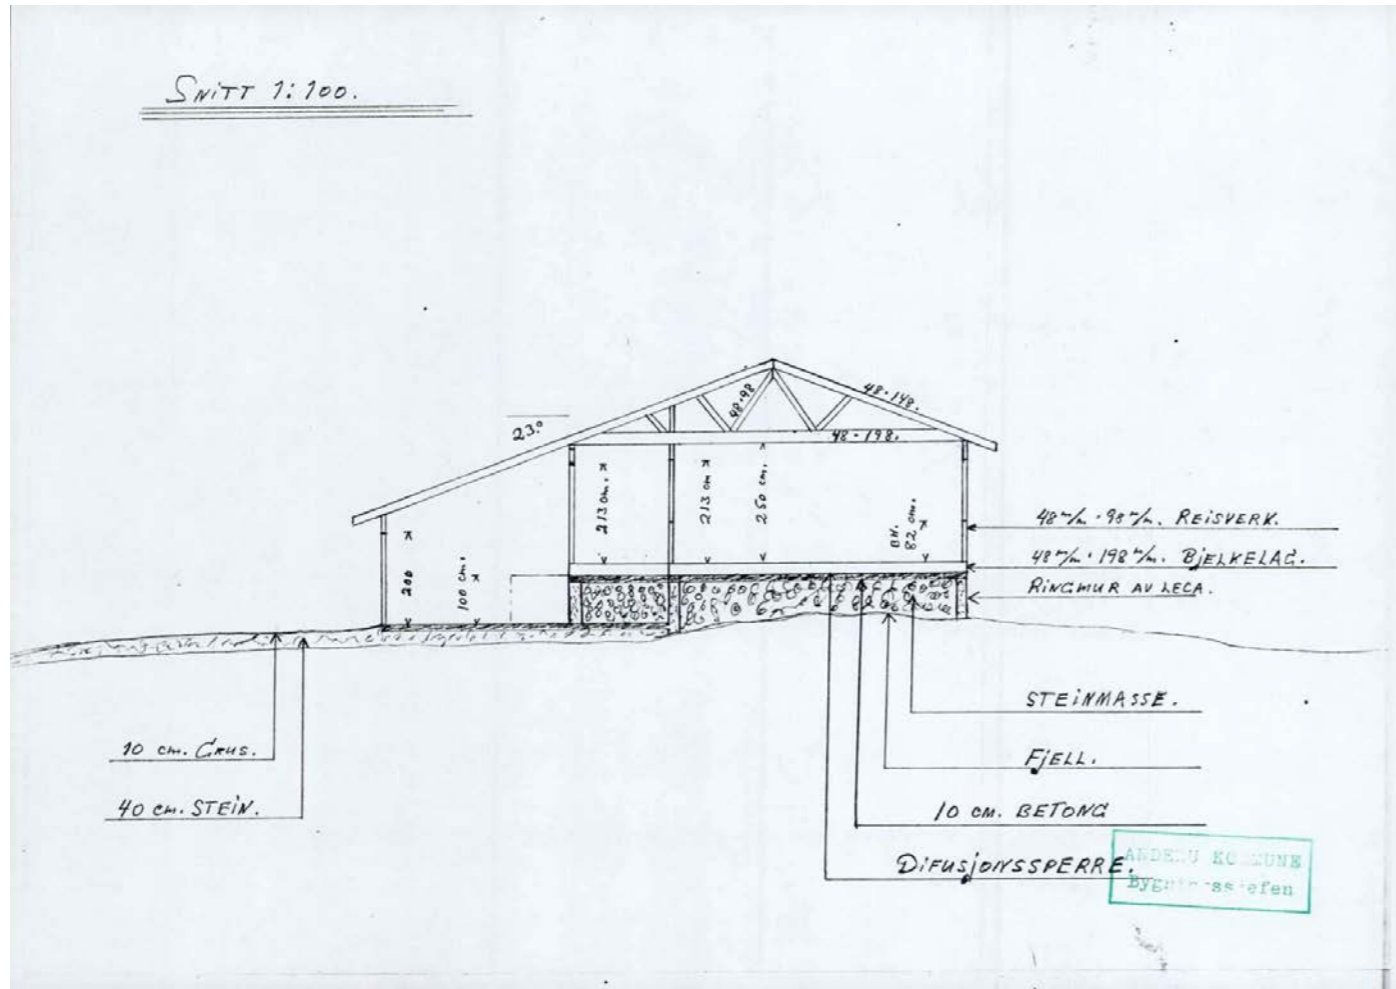 SNITT 1:100.
48·98
48·148.
23.°
48-198.
213 cm.
213 cm
250 cm.
BH.
82 cm.
200
100 cm.
48 m/m · 98 m/m. REISVERK.
48 m/m · 198 m/m. BJELKELAG.
RINGMUR AV LECA.
STEINMASSE.
10 cm. GRUS.
FJELL.
40 cm. STEIN.
10 CM. BETONG
DIFUSJONSSPERRE.